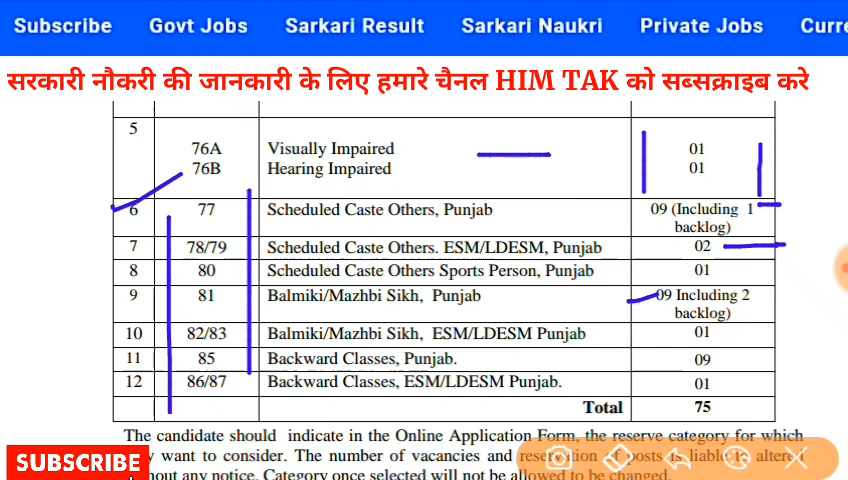 Subscribe Govt Jobs Sarkari Result Sarkari Naukri Private Jobs Curre
सरकारी नौकरी की जानकारी के लिए हमारे चैनल HIM TAK को सब्सक्राइब करे
5
76A Visually Impaired 01
76B Hearing Impaired 01
6 77 Scheduled Caste Others, Punjab 09 (Including 1
backlog)
7 78/79 Scheduled Caste Others. ESM/LDESM, Punjab 02
8 80 Scheduled Caste Others Sports Person, Punjab 01
9 81 Balmiki/Mazhbi Sikh, Punjab 09 Including 2
backlog)
10 82/83 Balmiki/Mazhbi Sikh, ESM/LDESM Punjab 01
11 85 Backward Classes, Punjab. 09
12 86/87 Backward Classes, ESM/LDESM Punjab. 01
Total 75
The candidate should indicate in the Online Application Form, the reserve category for which
want to consider. The number of vacancies and reservation of posts is liable to altered
any notice. Category once selected will not be allowed to be changed.
SUBSCRIBE